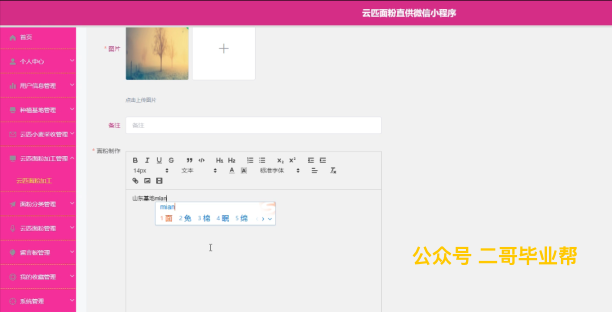 云匹面粉直供微信小程序
首页
个人中心
用户信息管理
种植基地管理
云匹小麦采收管理
云匹面粉加工管理
云匹面粉加工
面粉分类管理
云匹面粉管理
留言板管理
我的收藏管理
系统管理
* 图片
点击上传图片
备注
备注
* 面粉制作
B I U S ” </> H1 H2 X2 X2
14px 文本 A A 标准字体
山东基地mian
mian
1 面 2 免 3 棉 4 眠 5 绵
公众号 二哥毕业帮